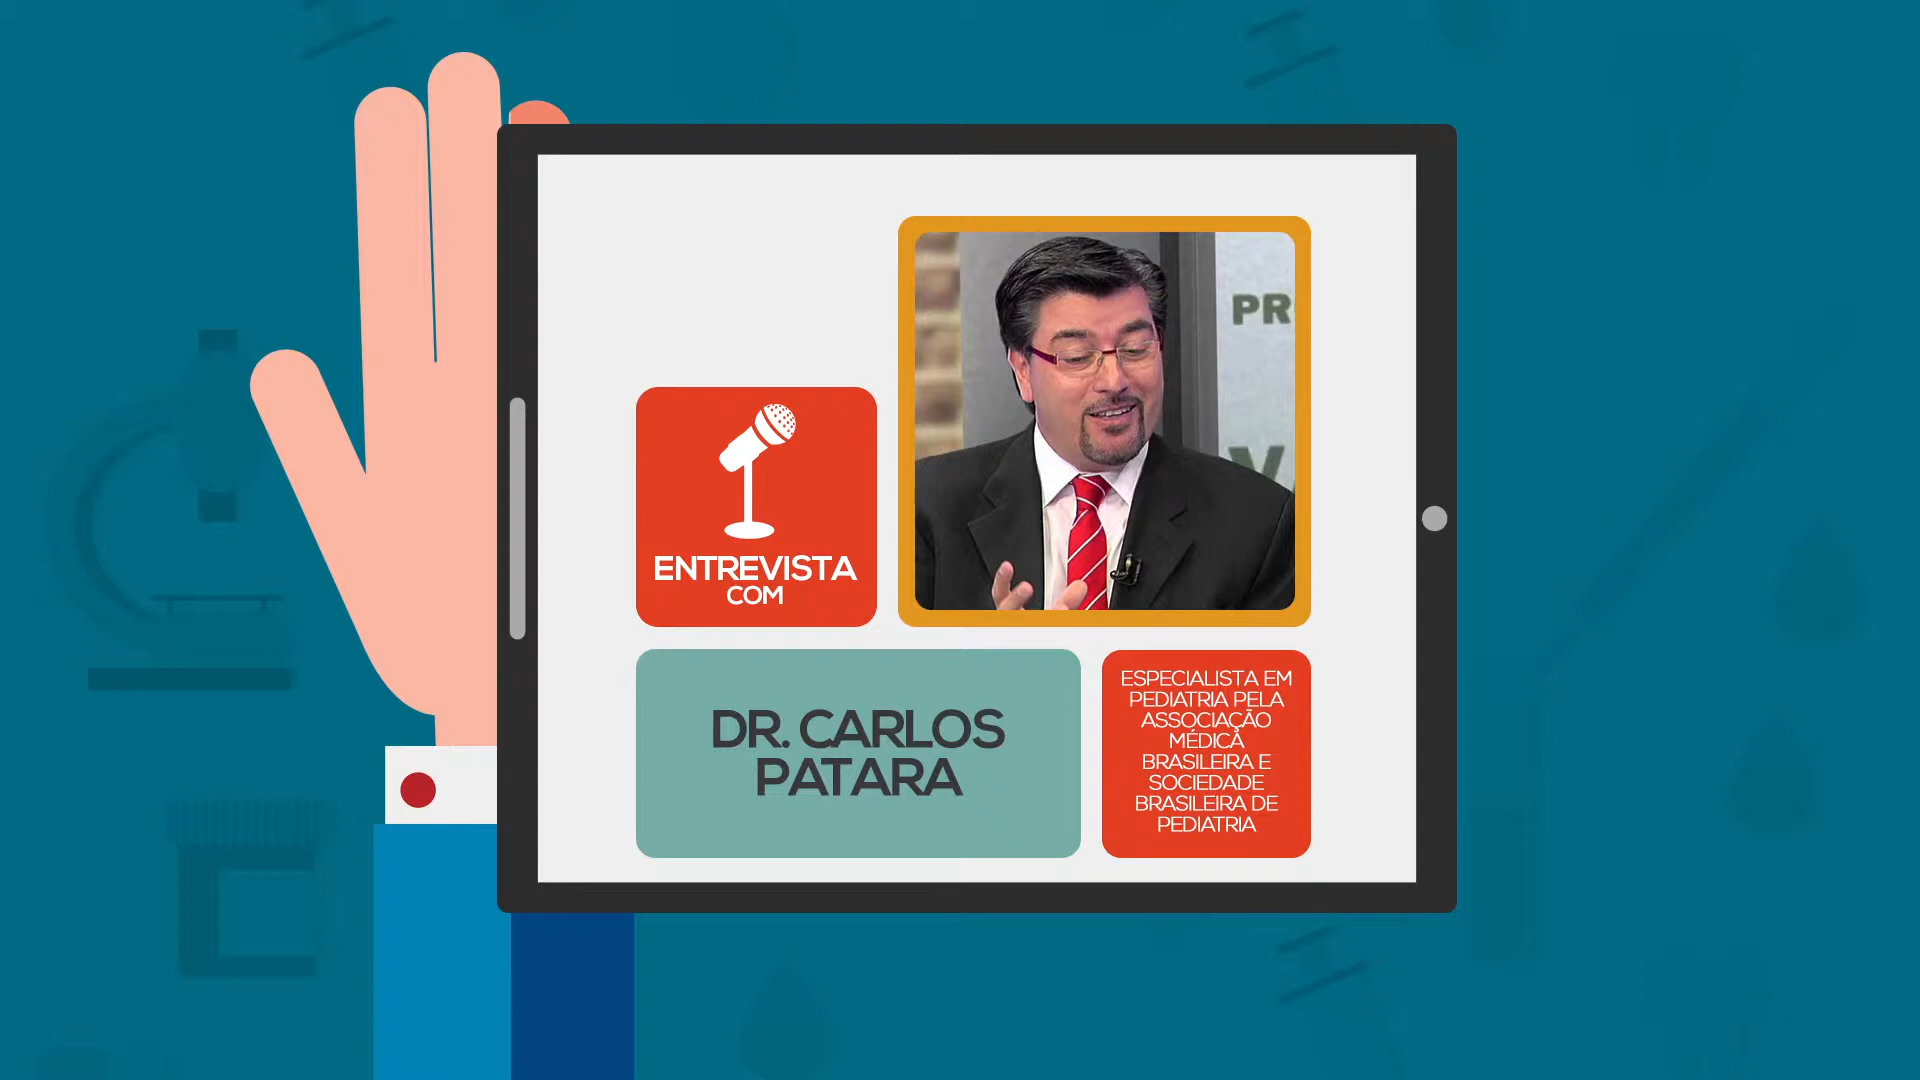 PR
V
ENTREVISTA
COM
DR. CARLOS
PATARA
ESPECIALISTA EM
PEDIATRIA PELA
ASSOCIAÇÃO
MÉDICA
BRASILEIRA E
SOCIEDADE
BRASILEIRA DE
PEDIATRIA